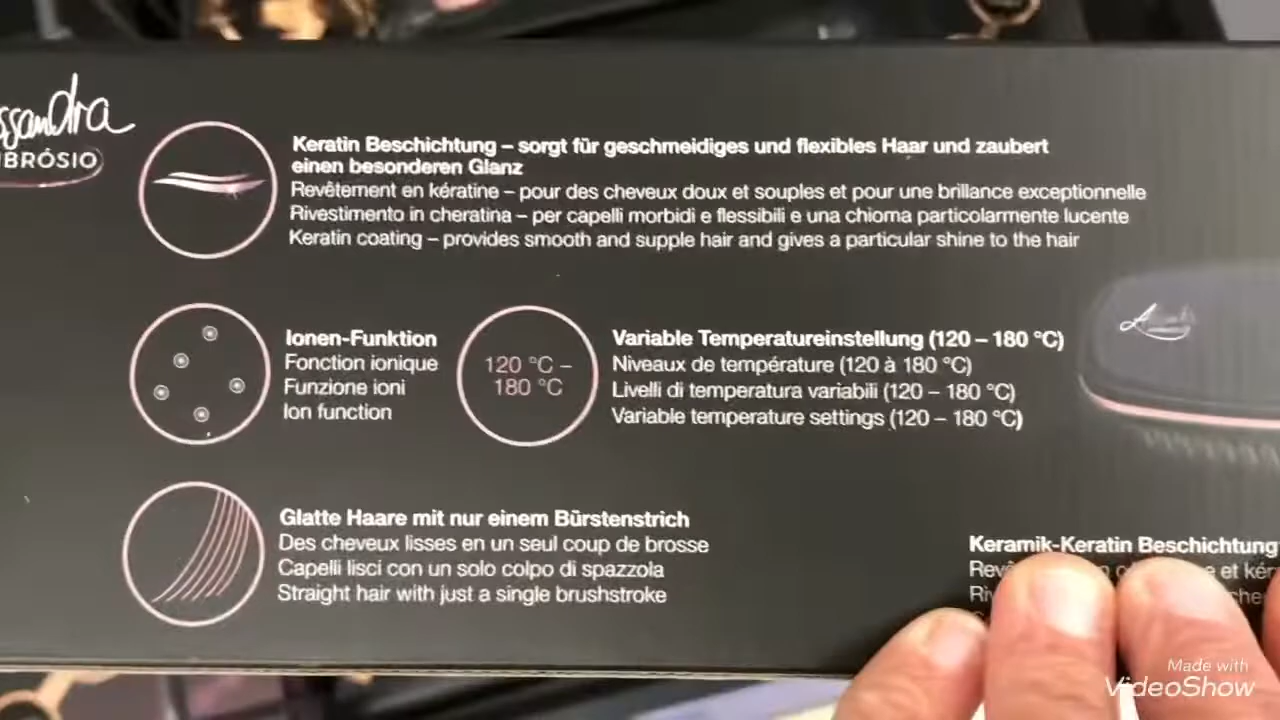 ssandra
BRÓSIO
Keratin Beschichtung – sorgt für geschmeidiges und flexibles Haar und zaubert
einen besonderen Glanz
Revêtement en kératine – pour des cheveux doux et souples et pour une brillance exceptionnelle
Rivestimento in cheratina – per capelli morbidi e flessibili e una chioma particolarmente lucente
Keratin coating – provides smooth and supple hair and gives a particular shine to the hair
Ionen-Funktion
Fonction ionique
Funzione ioni
Ion function
120 °C –
180 °C
Variable Temperatureinstellung (120 – 180 °C)
Niveaux de température (120 à 180 °C)
Livelli di temperatura variabili (120 – 180 °C)
Variable temperature settings (120 – 180 °C)
Glatte Haare mit nur einem Bürstenstrich
Des cheveux lisses en un seul coup de brosse
Capelli lisci con un solo colpo di spazzola
Straight hair with just a single brushstroke
Keramik-Keratin Beschichtung
et
Made with
VideoShow